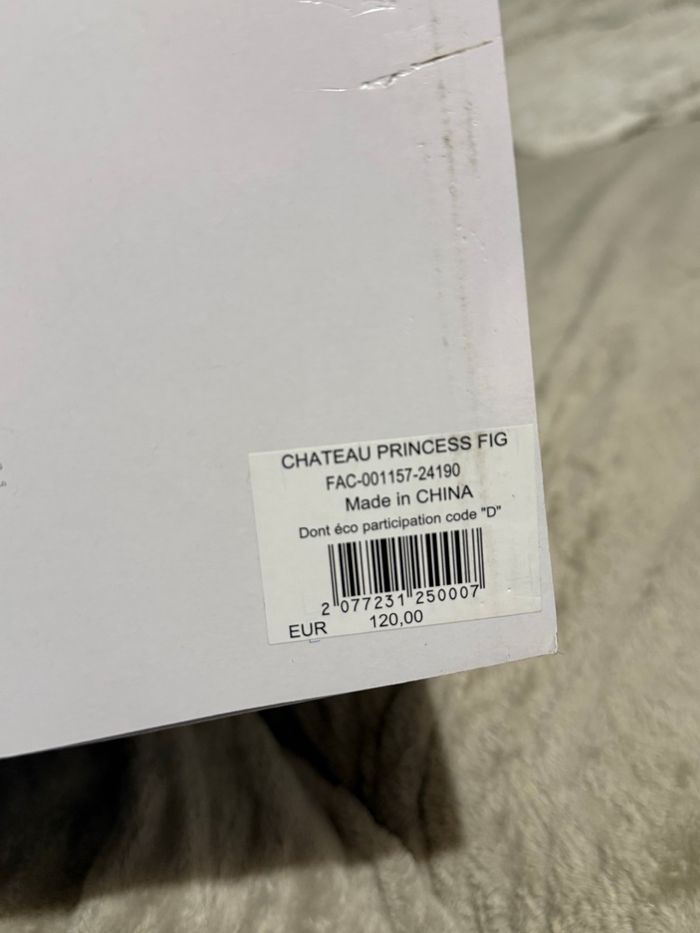 CHATEAU PRINCESS FIG
FAC-001157-24190
Made in CHINA
Dont éco participation code "D"
2 077231 250007
EUR 120,00